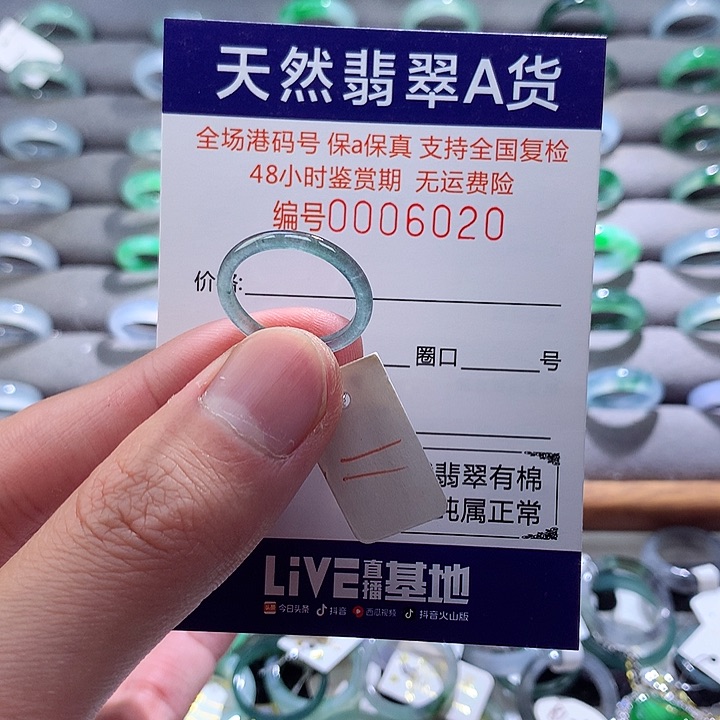 天然翡翠A货
全场港码号 保a保真 支持全国复检
48小时鉴赏期 无运费险
编号0006020
价格:
圈口 号
翡翠有棉
纯属正常
LiVE直播基地
今日头条 抖音 西瓜视频 抖音火山版